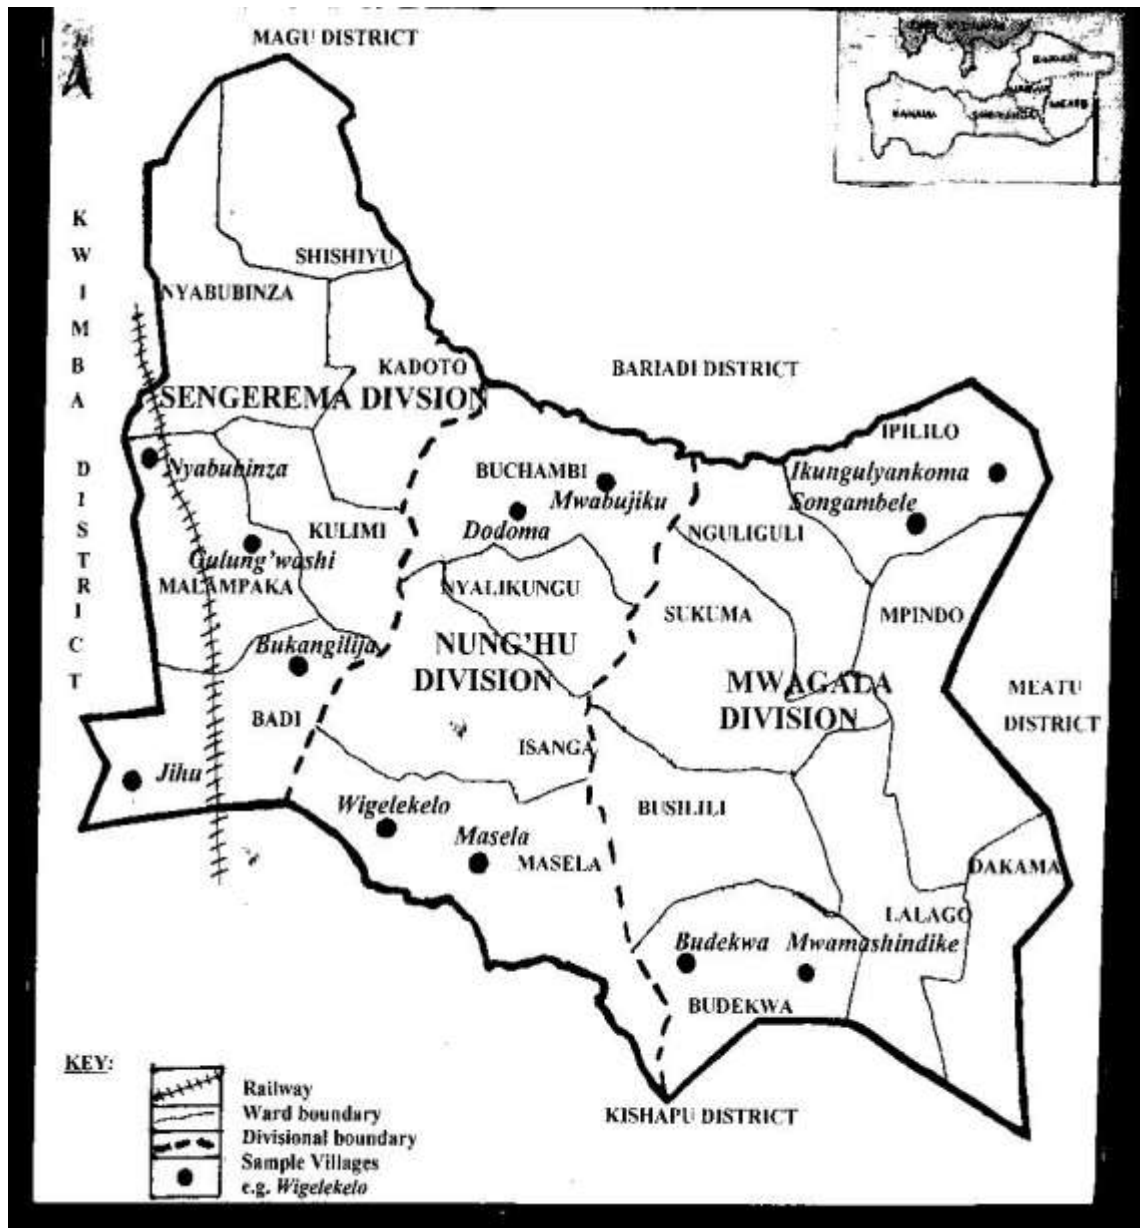 MAGU DISTRICT
BARIADI
MEATU
KAHAMA
KWIMBA DISTRICT
SHISHIYU
NYABUBINZA
KADOTO
BARIADI DISTRICT
SENGEREMA DIVSION
IPILILO
Nyabubinza
BUCHAMBI
Mwabujiku
Ikungulyankoma
Songambele
KULIMI
Dodoma
NGULIGULI
Gulung'washi
MALAMPAKA
NYALIKUNGU
SUKUMA
MPINDO
Bukangilija
NUNG'HU
DIVISION
MWAGALA
DIVISION
MEATU
DISTRICT
BADI
ISANGA
Jihu
Wigelekelo
BUSILILI
Masela
MASELA
DAKAMA
LALAGO
Budekwa
Mwamashindike
BUDEKWA
KEY:
Railway
Ward boundary
Divisional boundary
Sample Villages
e.g. Wigelekelo
KISHAPU DISTRICT